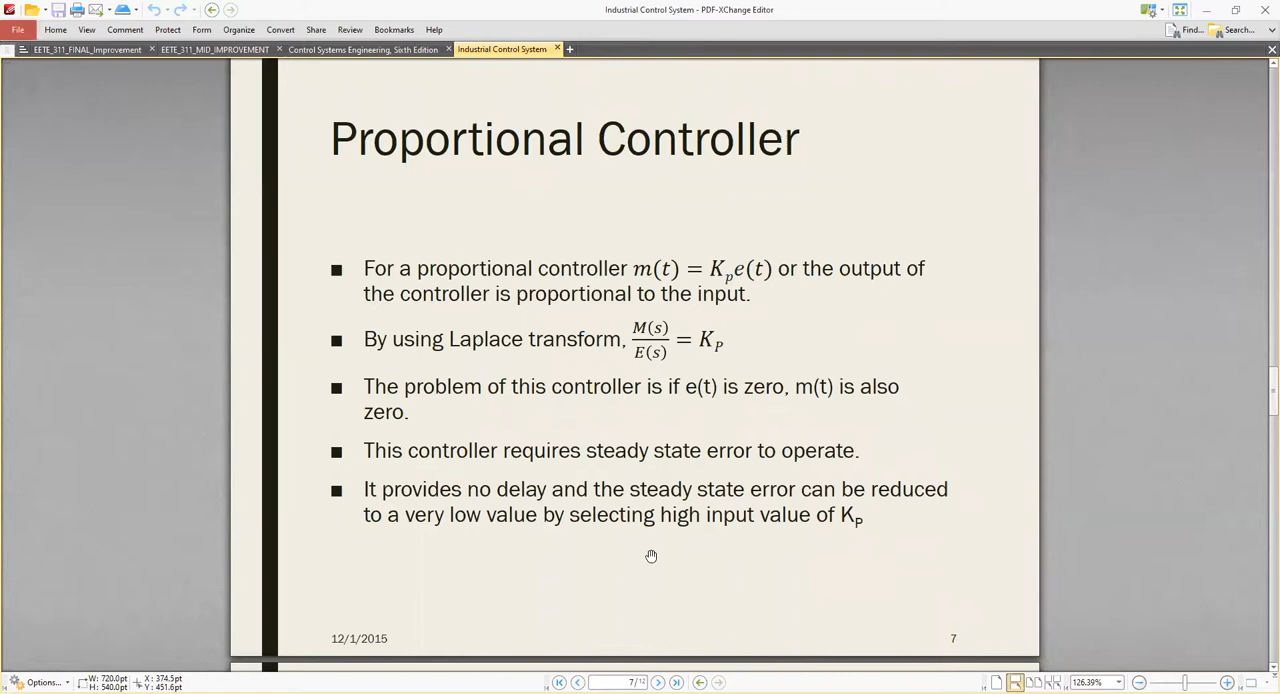 Industrial Control System - PDF-XChange Editor
File Home View Comment Protect Form Organize Convert Share Review Bookmarks Help Find... Search...
EETE_311_FINAL_Improvement EETE_311_MID_IMPROVEMENT Control Systems Engineering, Sixth Edition Industrial Control System
Proportional Controller
■ For a proportional controller m(t) = K_p e(t) or the output of
the controller is proportional to the input.
■ By using Laplace transform, M(s)/E(s) = K_P
■ The problem of this controller is if e(t) is zero, m(t) is also
zero.
■ This controller requires steady state error to operate.
■ It provides no delay and the steady state error can be reduced
to a very low value by selecting high input value of K_P
12/1/2015 7
Options... W: 720.0pt X: 374.5pt
H: 540.0pt Y: 451.6pt
7/12 126.39%